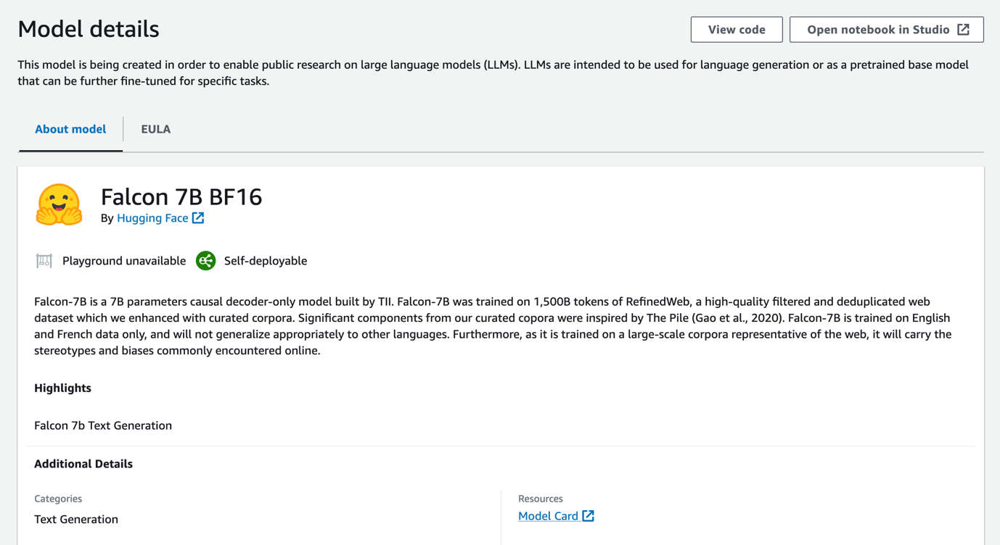 Model details
View code
Open notebook in Studio
This model is being created in order to enable public research on large language models (LLMs). LLMs are intended to be used for language generation or as a pretrained base model
that can be further fine-tuned for specific tasks.
About model
EULA
Falcon 7B BF16
By Hugging Face
Playground unavailable
Self-deployable
Falcon-7B is a 7B parameters causal decoder-only model built by TII. Falcon-7B was trained on 1,500B tokens of RefinedWeb, a high-quality filtered and deduplicated web
dataset which we enhanced with curated corpora. Significant components from our curated copora were inspired by The Pile (Gao et al., 2020). Falcon-7B is trained on English
and French data only, and will not generalize appropriately to other languages. Furthermore, as it is trained on a large-scale corpora representative of the web, it will carry the
stereotypes and biases commonly encountered online.
Highlights
Falcon 7b Text Generation
Additional Details
Categories
Text Generation
Resources
Model Card